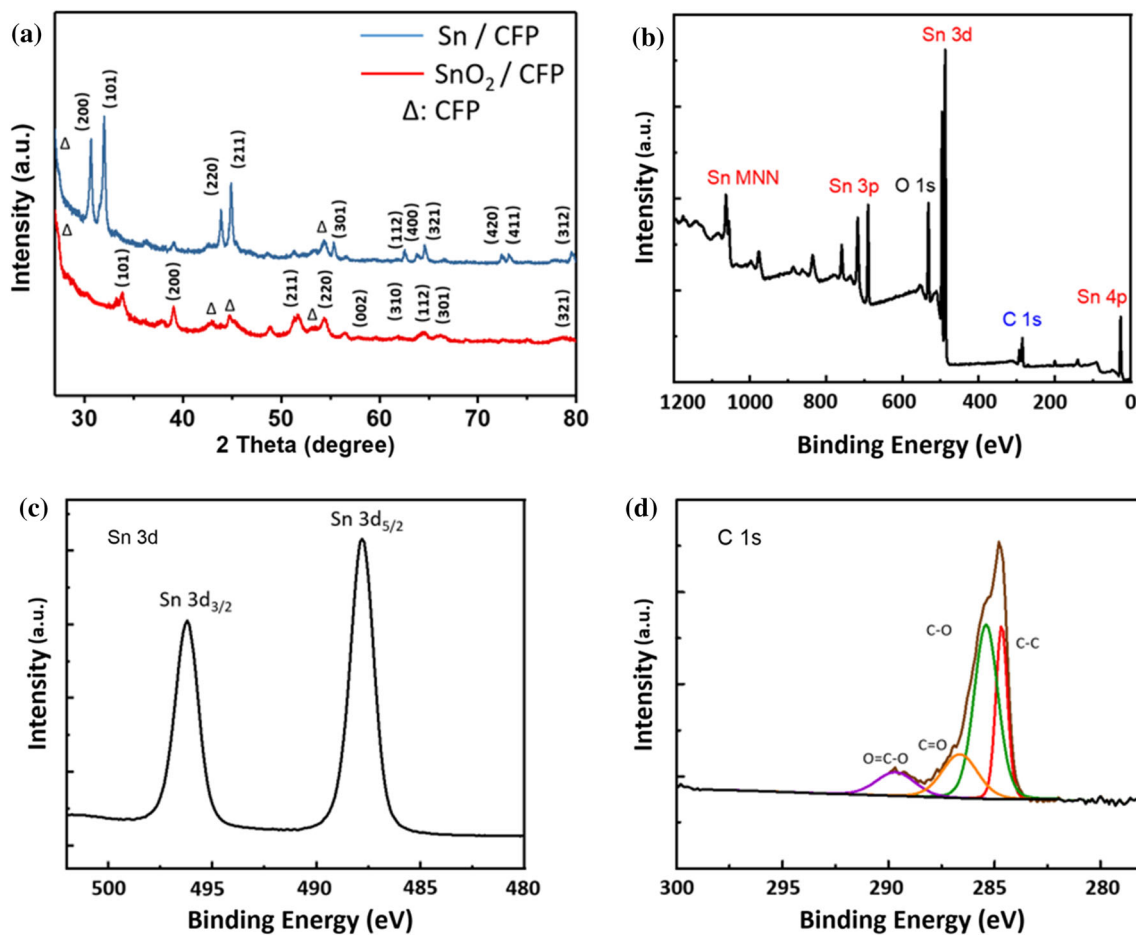 (a)
Sn / CFP
SnO₂ / CFP
Δ: CFP
Δ
(200)
(101)
(220)
(211)
Δ
(301)
(112)
(400)
(321)
(420)
(411)
(312)
Δ
(101)
(200)
Δ
Δ
(211)
Δ
(220)
(002)
(310)
(112)
(301)
(321)
Intensity (a.u.)
30 40 50 60 70 80
2 Theta (degree)
(b)
Sn 3d
Sn MNN
Sn 3p
O 1s
C 1s
Sn 4p
Intensity (a.u.)
1200 1000 800 600 400 200 0
Binding Energy (eV)
(c)
Sn 3d
Sn 3d₃/₂
Sn 3d₅/₂
Intensity (a.u.)
500 495 490 485 480
Binding Energy (eV)
(d)
C 1s
C-O
C-C
C=O
O=C-O
Intensity (a.u.)
300 295 290 285 280
Binding Energy (eV)